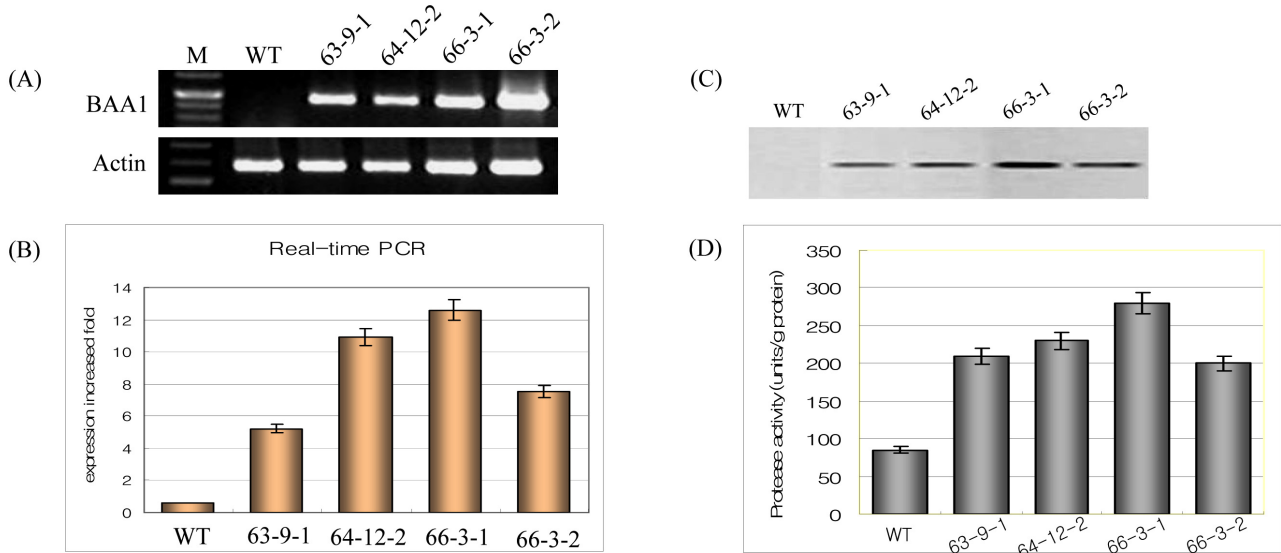 (A)
M WT 63-9-1 64-12-2 66-3-1 66-3-2
BAA1
Actin
(B)
Real-time PCR
expression increased fold
14
12
10
8
6
4
2
0
WT 63-9-1 64-12-2 66-3-1 66-3-2
(C)
WT 63-9-1 64-12-2 66-3-1 66-3-2
(D)
Protease activity (units/g protein)
350
300
250
200
150
100
50
0
WT 63-9-1 64-12-2 66-3-1 66-3-2